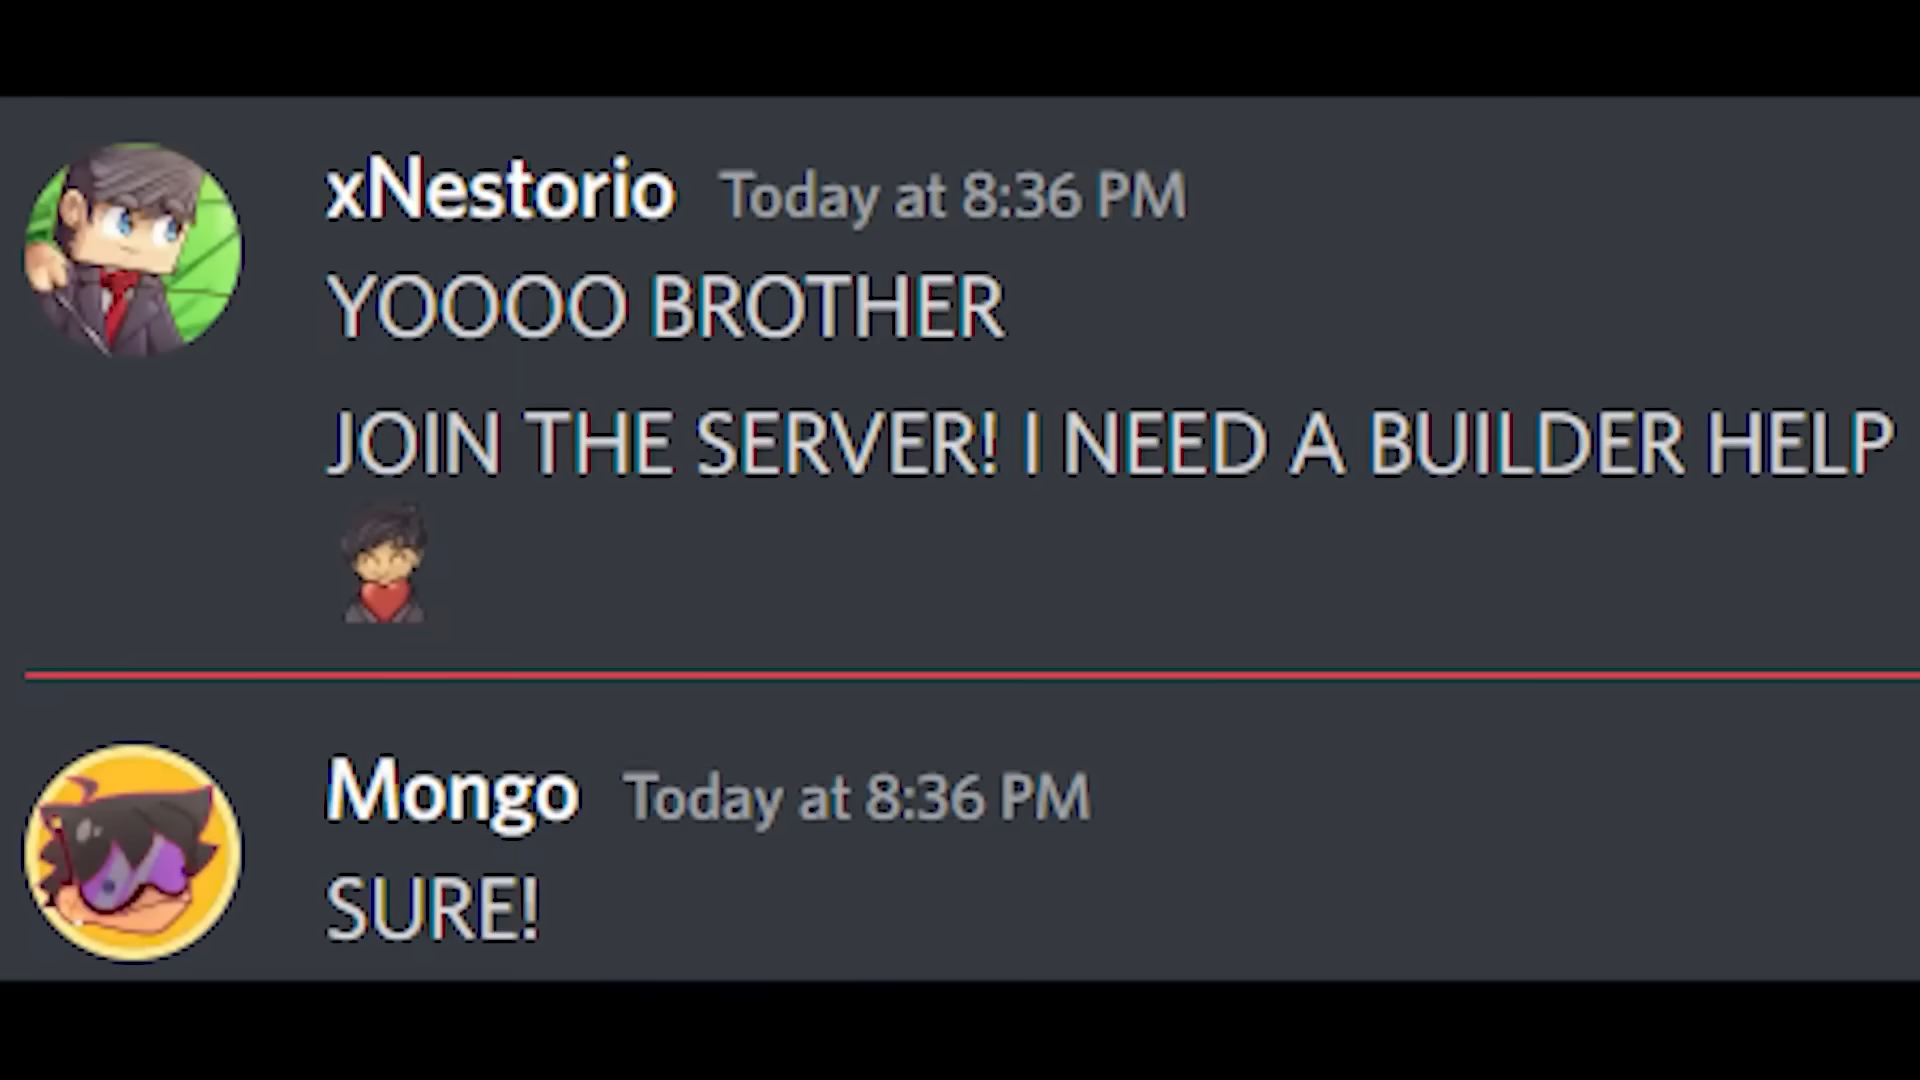 xNestorio Today at 8:36 PM
YOOOO BROTHER
JOIN THE SERVER! I NEED A BUILDER HELP
Mongo Today at 8:36 PM
SURE!